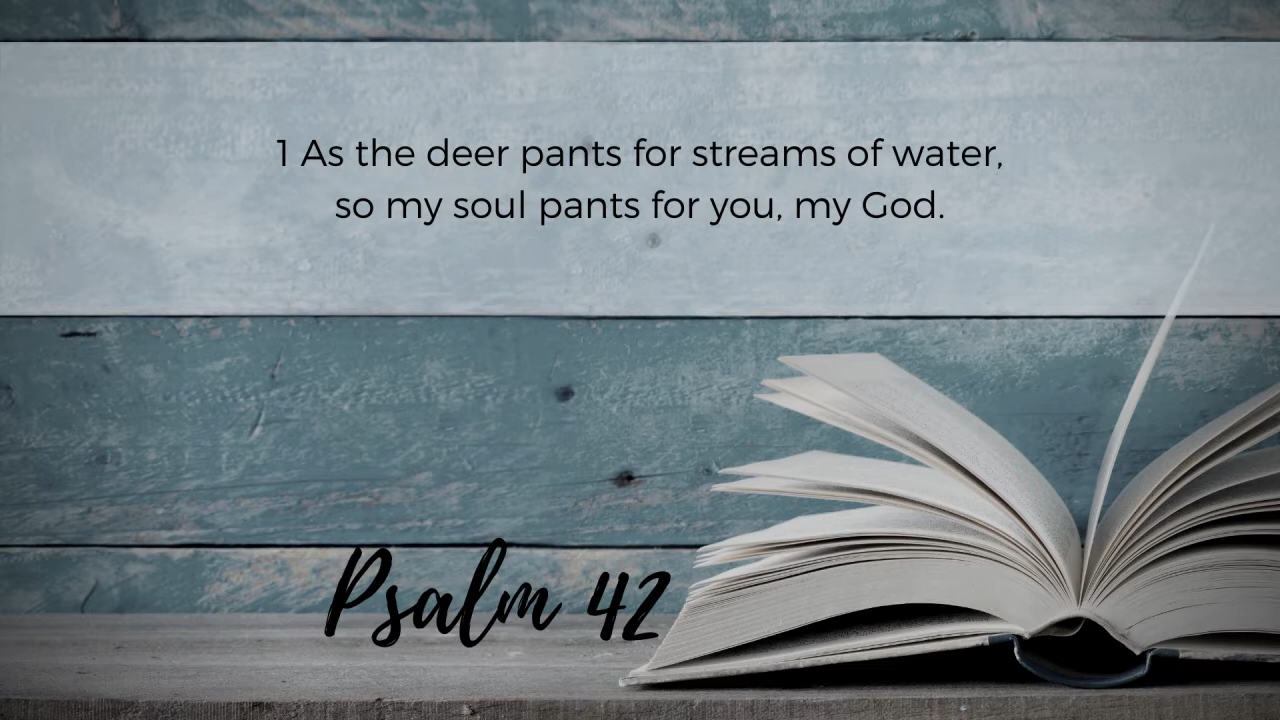 1 As the deer pants for streams of water,
so my soul pants for you, my God.
Psalm 42